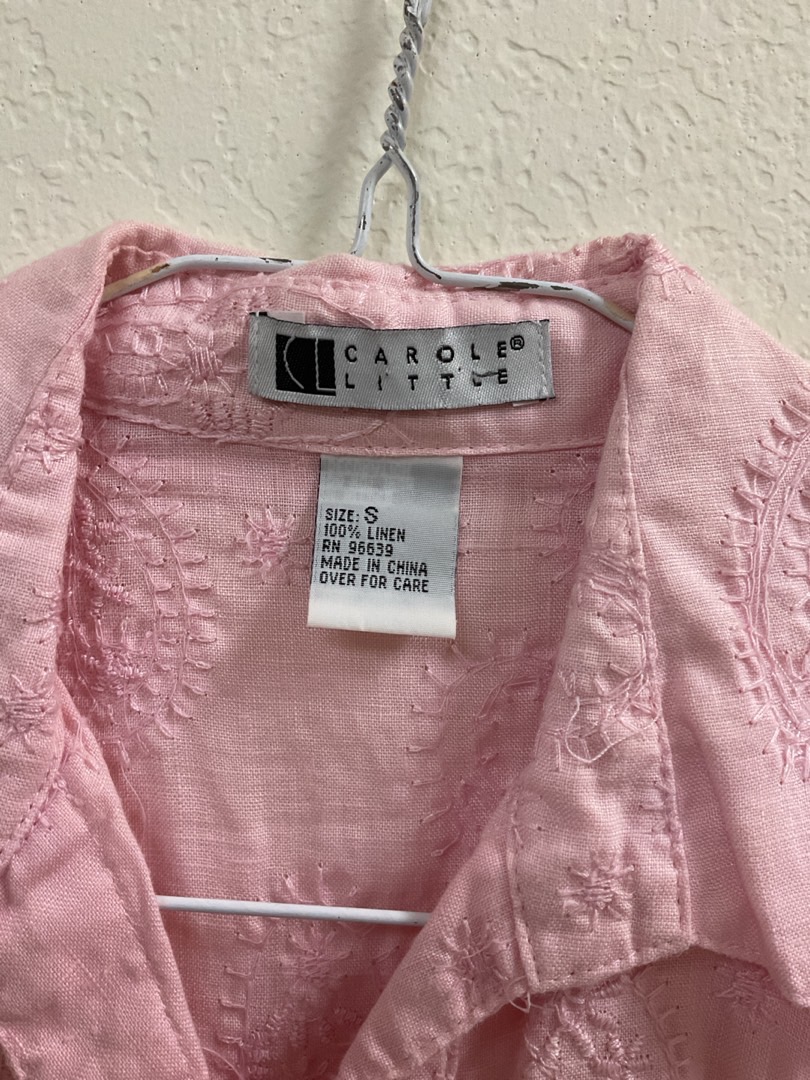 CAROLE®
LITTLE
SIZE: S
100% LINEN
RN 96639
MADE IN CHINA
OVER FOR CARE